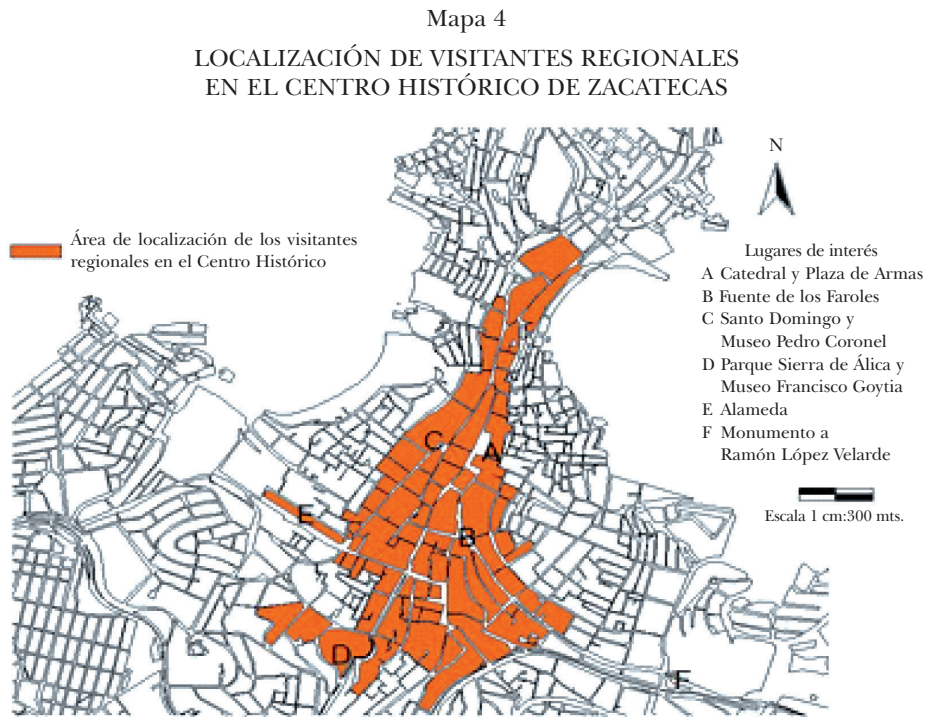 Mapa 4
LOCALIZACIÓN DE VISITANTES REGIONALES
EN EL CENTRO HISTÓRICO DE ZACATECAS
N
Área de localización de los visitantes
regionales en el Centro Histórico
Lugares de interés
A Catedral y Plaza de Armas
B Fuente de los Faroles
C Santo Domingo y
Museo Pedro Coronel
D Parque Sierra de Álica y
Museo Francisco Goytia
E Alameda
F Monumento a
Ramón López Velarde
Escala 1 cm:300 mts.
C
A
E
B
D
F